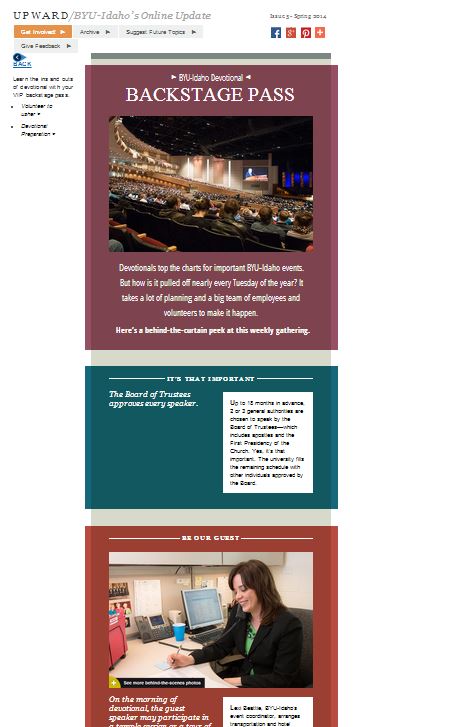 UPWARD/BYU-Idaho's Online Update
Issue 5 - Spring 2014
Get Involved!
Archive
Suggest Future Topics
Give Feedback
BACK
Learn the ins and outs
of devotional with your
VIP backstage pass.
Volunteer to
usher
Devotional
Preparation
BYU-Idaho Devotional
BACKSTAGE PASS
Devotionals top the charts for important BYU-Idaho events.
But how is it pulled off nearly every Tuesday of the year? It
takes a lot of planning and a big team of employees and
volunteers to make it happen.
Here's a behind-the-curtain peek at this weekly gathering.
IT'S THAT IMPORTANT
The Board of Trustees
approves every speaker.
Up to 18 months in advance,
2 or 3 general authorities are
chosen to speak by the
Board of Trustees—which
includes apostles and the
First Presidency of the
Church. Yes, it's that
important. The university fills
the remaining schedule with
other individuals approved by
the Board.
BE OUR GUEST
See more behind-the-scenes photos
On the morning of
devotional, the guest
speaker may participate in
a temple session or a tour of
Lexi Beattie, BYU-Idaho's
event coordinator, arranges
transportation and hotel